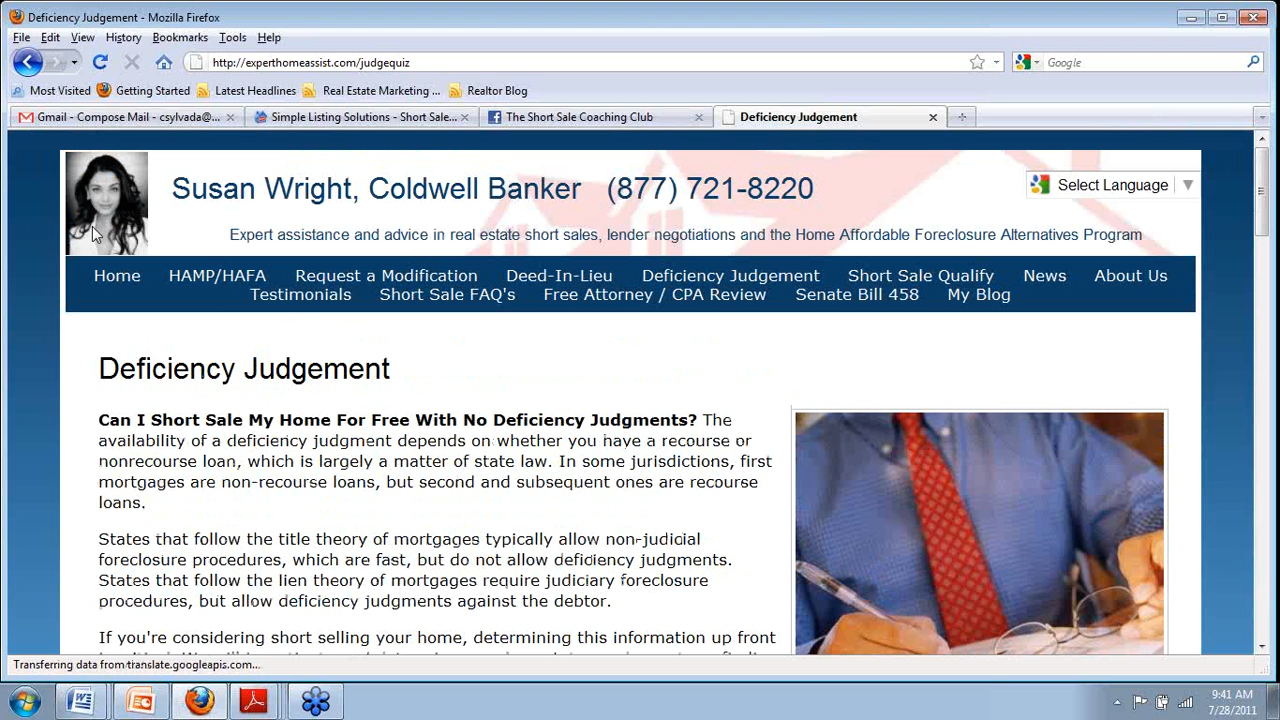 Deficiency Judgement - Mozilla Firefox
File Edit View History Bookmarks Tools Help
http://experthomeassist.com/judgequiz
Google
Most Visited Getting Started Latest Headlines Real Estate Marketing ... Realtor Blog
Gmail - Compose Mail - csylvada@... Simple Listing Solutions - Short Sale... The Short Sale Coaching Club Deficiency Judgement
Susan Wright, Coldwell Banker (877) 721-8220
Select Language
Expert assistance and advice in real estate short sales, lender negotiations and the Home Affordable Foreclosure Alternatives Program
Home HAMP/HAFA Request a Modification Deed-In-Lieu Deficiency Judgement Short Sale Qualify News About Us
Testimonials Short Sale FAQ's Free Attorney / CPA Review Senate Bill 458 My Blog
Deficiency Judgement
Can I Short Sale My Home For Free With No Deficiency Judgments? The
availability of a deficiency judgment depends on whether you have a recourse or
nonrecourse loan, which is largely a matter of state law. In some jurisdictions, first
mortgages are non-recourse loans, but second and subsequent ones are recourse
loans.
States that follow the title theory of mortgages typically allow non-judicial
foreclosure procedures, which are fast, but do not allow deficiency judgments.
States that follow the lien theory of mortgages require judiciary foreclosure
procedures, but allow deficiency judgments against the debtor.
If you're considering short selling your home, determining this information up front
Transferring data from translate.googleapis.com...
9:41 AM
7/28/2011